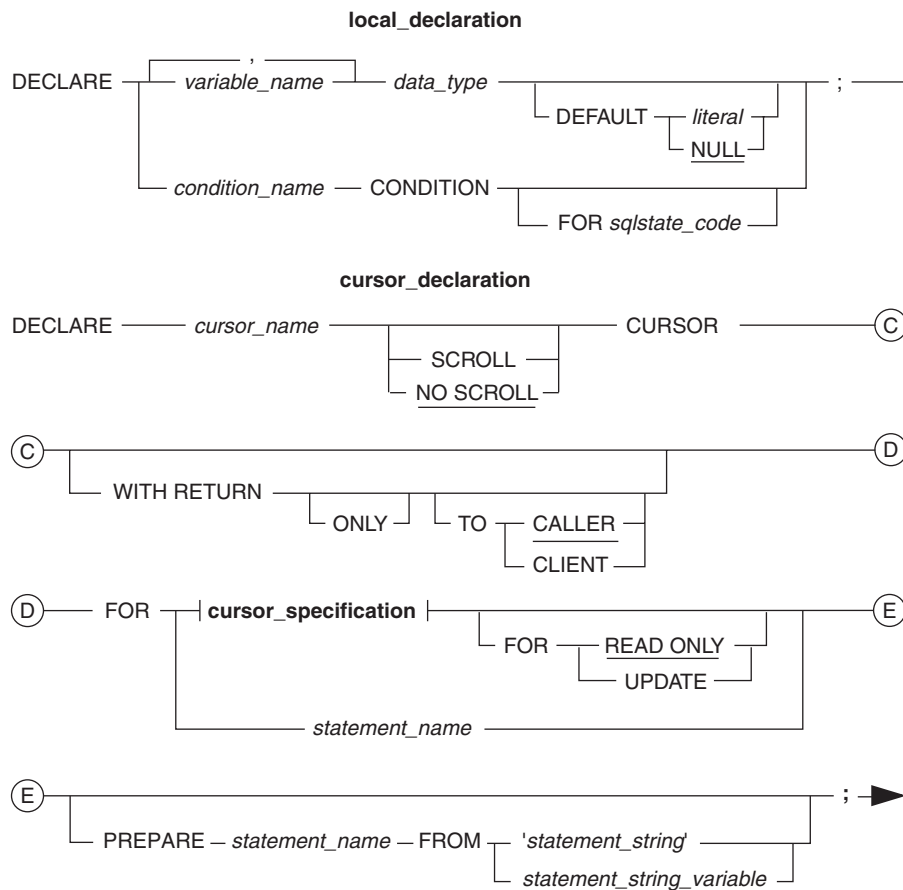 local_declaration
,
DECLARE variable_name data_type ;
DEFAULT literal
NULL
condition_name CONDITION
FOR sqlstate_code
cursor_declaration
DECLARE cursor_name CURSOR C
SCROLL
NO SCROLL
C D
WITH RETURN
ONLY TO CALLER
CLIENT
D FOR cursor_specification E
FOR READ ONLY
UPDATE
statement_name
E ;
PREPARE statement_name FROM 'statement_string'
statement_string_variable